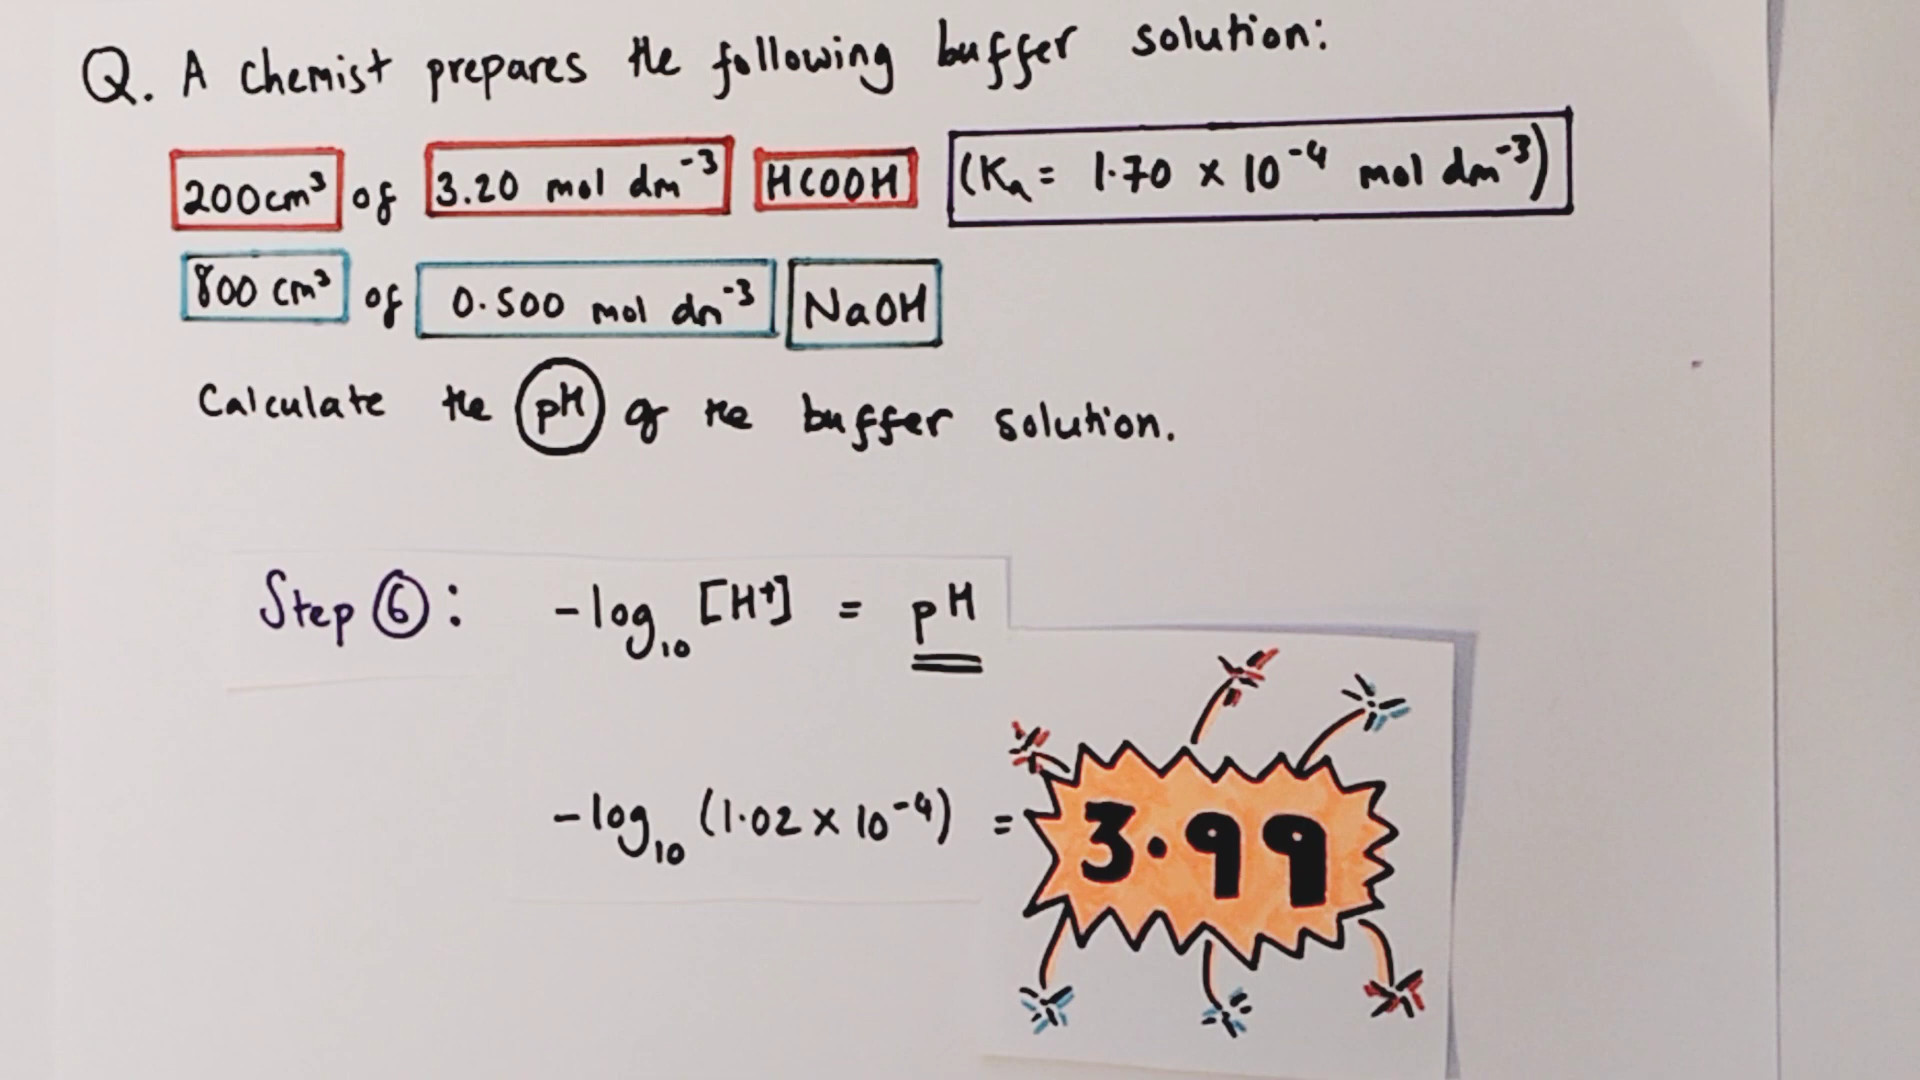 Q. A chemist prepares the following buffer solution:
200cm³ of 3.20 mol dm⁻³ HCOOH (Ka = 1.70 x 10⁻⁴ mol dm⁻³)
800 cm³ of 0.500 mol dm⁻³ NaOH
Calculate the pH of the buffer solution.
Step ⑥: -log₁₀ [H⁺] = pH
-log₁₀ (1.02 x 10⁻⁴) = 3.99